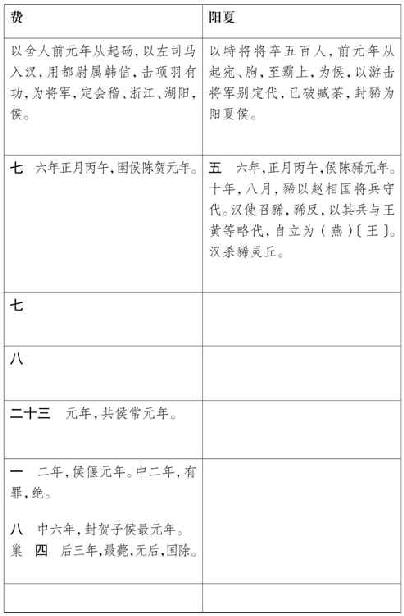 费
以舍人前元年从起砀，以左司马
入汉，用都尉属韩信，击项羽有
功，为将军，定会稽、浙江、湖阳，
侯。
七　六年正月丙午，圉侯陈贺元年。
七
八
二十三　元年，共侯常元年。
一　二年，侯偃元年。中二年，有
罪，绝。
八　中六年，封贺子侯最元年。
巢　四　后三年，最薨，无后，国除。
阳夏
以特将将卒五百人，前元年从
起宛、朐，至霸上，为侯，以游击
将军别定代，已破臧荼，封豨为
阳夏侯。
五　六年，正月丙午，侯陈豨元年。
十年，八月，豨以赵相国将兵守
代。汉使召豨，豨反，以其兵与王
黄等略代，自立为（燕）〔王〕。
汉杀豨灵丘。